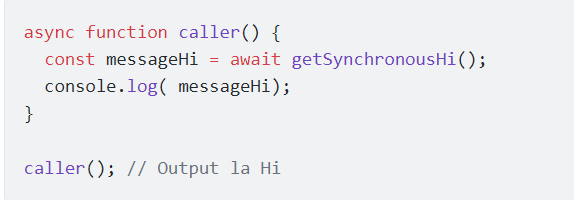 async function caller() {
  const messageHi = await getSynchronousHi();
  console.log( messageHi);
}

caller(); // Output la Hi